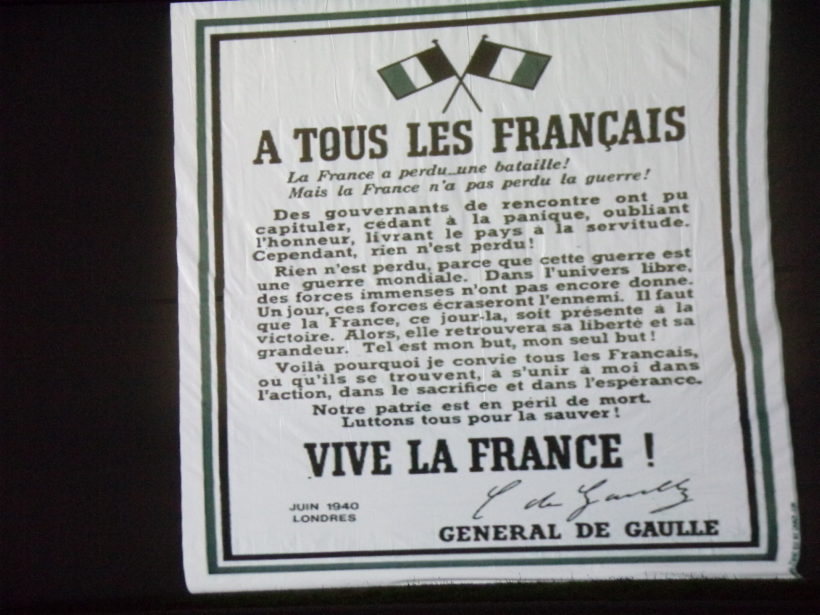 A TOUS LES FRANÇAIS
La France a perdu une bataille!
Mais la France n'a pas perdu la guerre!
Des gouvernants de rencontre ont pu
capituler, cédant à la panique, oubliant
l'honneur, livrant le pays à la servitude.
Cependant, rien n'est perdu!
Rien n'est perdu, parce que cette guerre est
une guerre mondiale. Dans l'univers libre,
des forces immenses n'ont pas encore donné.
Un jour, ces forces écraseront l'ennemi. Il faut
que la France, ce jour-là, soit présente à la
victoire. Alors, elle retrouvera sa liberté et sa
grandeur. Tel est mon but, mon seul but!
Voilà pourquoi je convie tous les Francais,
ou qu'ils se trouvent, à s'unir à moi dans
l'action, dans le sacrifice et dans l'espérance.
Notre patrie est en péril de mort.
Luttons tous pour la sauver!
VIVE LA FRANCE !
C de Gaulle
JUIN 1940
LONDRES
GENERAL DE GAULLE